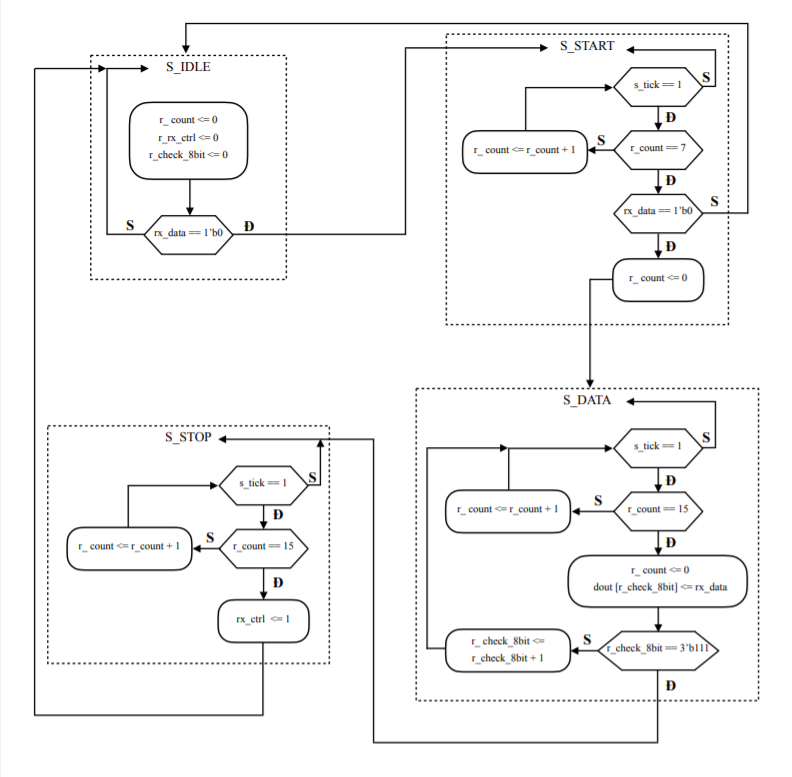 S_IDLE
r_ count <= 0
r_rx_ctrl <= 0
r_check_8bit <= 0
rx_data == 1'b0
S
Đ
S_START
s_tick == 1
S
Đ
r_count == 7
S
r_ count <= r_count + 1
Đ
rx_data == 1'b0
S
Đ
r_ count <= 0
S_DATA
s_tick == 1
S
Đ
r_count == 15
S
r_ count <= r_count + 1
Đ
r_ count <= 0
dout [r_check_8bit] <= rx_data
r_check_8bit == 3'b111
S
r_check_8bit <=
r_check_8bit + 1
Đ
S_STOP
s_tick == 1
S
Đ
r_count == 15
S
r_ count <= r_count + 1
Đ
rx_ctrl <= 1